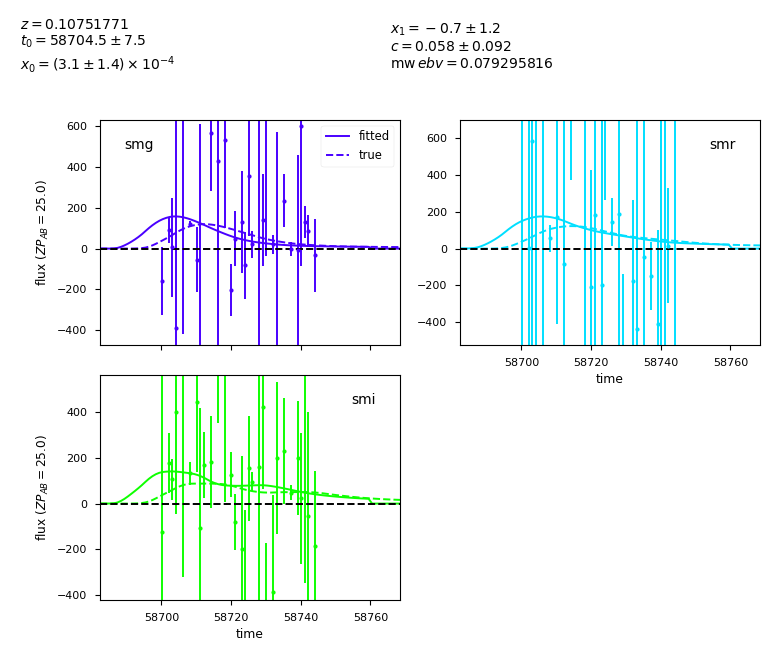 z = 0.10751771
t₀ = 58704.5 ± 7.5
x₀ = (3.1 ± 1.4) × 10⁻⁴
x₁ = −0.7 ± 1.2
c = 0.058 ± 0.092
mw ebv = 0.079295816
600
400
200
0
−200
−400
flux (ZP_AB = 25.0)
smg
fitted
true
600
400
200
0
−200
−400
smr
58700
58720
58740
58760
time
400
200
0
−200
−400
flux (ZP_AB = 25.0)
smi
58700
58720
58740
58760
time